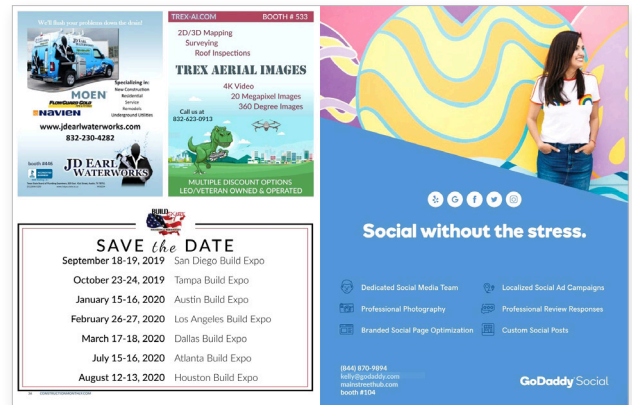 We'll flush your problems down the drain!
Specializing in:
New Construction
Residential
Service
Remodels
Underground Utilities
MOEN
FLOWGUARD GOLD
NAVIEN
www.jdearlwaterworks.com
832-230-4282
Booth #446
JD EARL
WATERWORKS
TREX-AI.COM BOOTH # 533
2D/3D Mapping
Surveying
Roof Inspections
TREX AERIAL IMAGES
4K Video
20 Megapixel Images
360 Degree Images
Call us at
832-623-0913
MULTIPLE DISCOUNT OPTIONS
LEO/VETERAN OWNED & OPERATED
BUILD
SAVE the DATE
September 18-19, 2019 San Diego Build Expo
October 23-24, 2019 Tampa Build Expo
January 15-16, 2020 Austin Build Expo
February 26-27, 2020 Los Angeles Build Expo
March 17-18, 2020 Dallas Build Expo
July 15-16, 2020 Atlanta Build Expo
August 12-13, 2020 Houston Build Expo
CONSTRUCTIONMONTHLY.COM
Social without the stress.
Dedicated Social Media Team
Localized Social Ad Campaigns
Professional Photography
Professional Review Responses
Branded Social Page Optimization
Custom Social Posts
(844) 870-9894
kelly@godaddy.com
mainstreethub.com
booth #104
GoDaddy Social